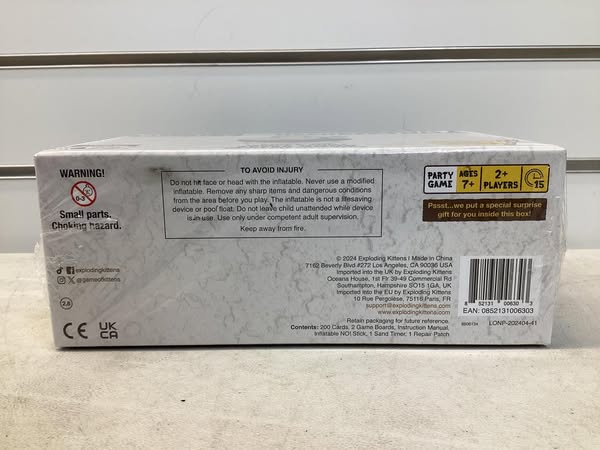 WARNING!
0-3
Small parts.
Choking hazard.
TO AVOID INJURY
Do not hit face or head with the inflatable. Never use a modified
inflatable. Remove any sharp items and dangerous conditions
from the area before you play. The inflatable is not a lifesaving
device or pool float. Do not leave child unattended while device
is in use. Use only under competent adult supervision.
Keep away from fire.
PARTY GAME
AGES 7+
2+ PLAYERS
15
Pssst...we put a special surprise
gift for you inside this box!
explodingkittens
@gameofkittens
CE UK CA
© 2024 Exploding Kittens | Made in China
7162 Beverly Blvd #272 Los Angeles, CA 90036 USA
Imported into the UK by Exploding Kittens
Oceana House, 1st Flr 39-49 Commercial Rd
Southampton, Hampshire SO15 1GA, UK
Imported into the EU by Exploding Kittens
10 Rue Pergolese, 75116 Paris, FR
support@explodingkittens.com
www.explodingkittens.com
Retain packaging for future reference.
Contents: 200 Cards, 2 Game Boards, Instruction Manual,
Inflatable NO! Stick, 1 Sand Timer, 1 Repair Patch
8 52131 00630 3
EAN: 0852131006303
LONP-202404-41